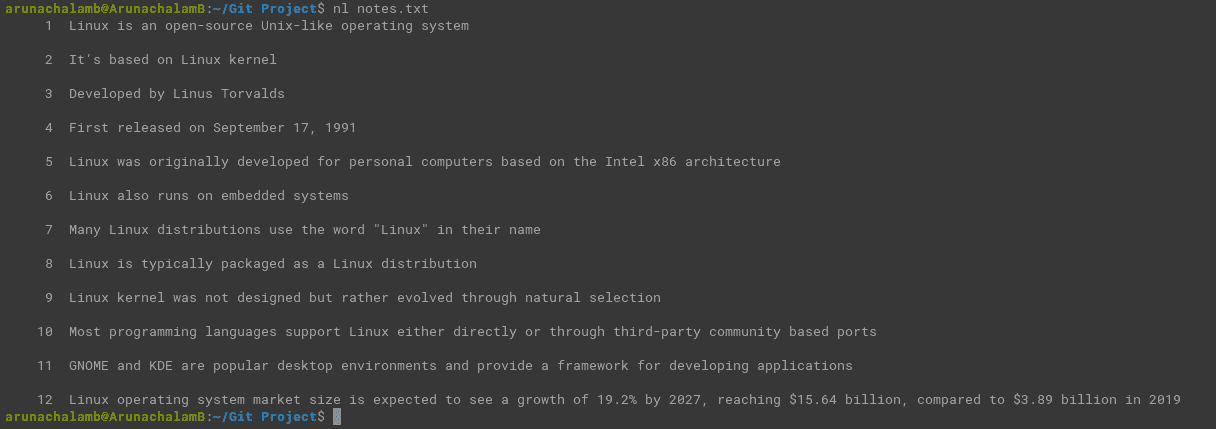 arunachalamb@ArunachalamB:~/Git Project$ nl notes.txt
1 Linux is an open-source Unix-like operating system
2 It's based on Linux kernel
3 Developed by Linus Torvalds
4 First released on September 17, 1991
5 Linux was originally developed for personal computers based on the Intel x86 architecture
6 Linux also runs on embedded systems
7 Many Linux distributions use the word "Linux" in their name
8 Linux is typically packaged as a Linux distribution
9 Linux kernel was not designed but rather evolved through natural selection
10 Most programming languages support Linux either directly or through third-party community based ports
11 GNOME and KDE are popular desktop environments and provide a framework for developing applications
12 Linux operating system market size is expected to see a growth of 19.2% by 2027, reaching $15.64 billion, compared to $3.89 billion in 2019
arunachalamb@ArunachalamB:~/Git Project$